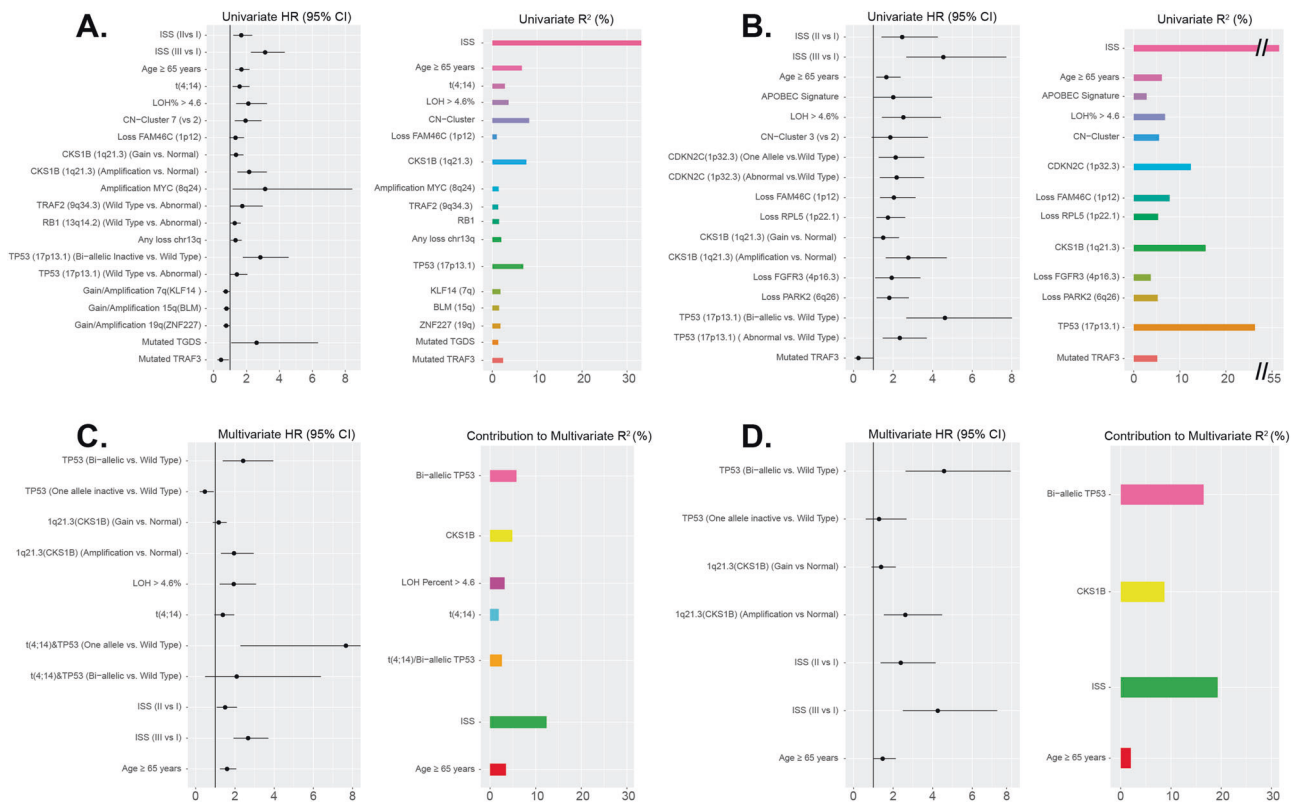 A.
Univariate HR (95% CI)
ISS (IIvs I)
ISS (III vs I)
Age ≥ 65 years
t(4;14)
LOH% > 4.6
CN−Cluster 7 (vs 2)
Loss FAM46C (1p12)
CKS1B (1q21.3) (Gain vs. Normal)
CKS1B (1q21.3) (Amplification vs. Normal)
Amplification MYC (8q24)
TRAF2 (9q34.3) (Wild Type vs. Abnormal)
RB1 (13q14.2) (Wild Type vs. Abnormal)
Any loss chr13q
TP53 (17p13.1) (Bi−allelic Inactive vs. Wild Type)
TP53 (17p13.1) (Wild Type vs. Abnormal)
Gain/Amplification 7q(KLF14 )
Gain/Amplification 15q(BLM)
Gain/Amplification 19q(ZNF227)
Mutated TGDS
Mutated TRAF3
0 2 4 6 8
Univariate R² (%)
ISS
Age ≥ 65 years
t(4;14)
LOH > 4.6%
CN−Cluster
Loss FAM46C (1p12)
CKS1B (1q21.3)
Amplification MYC (8q24)
TRAF2 (9q34.3)
RB1
Any loss chr13q
TP53 (17p13.1)
KLF14 (7q)
BLM (15q)
ZNF227 (19q)
Mutated TGDS
Mutated TRAF3
0 10 20 30
B.
Univariate HR (95% CI)
ISS (II vs I)
ISS (III vs I)
Age ≥ 65 years
APOBEC Signature
LOH > 4.6%
CN−Cluster 3 (vs 2)
CDKN2C(1p32.3) (One Allele vs.Wild Type)
CDKN2C (1p32.3) (Abnormal vs.Wild Type)
Loss FAM46C (1p12)
Loss RPL5 (1p22.1)
CKS1B (1q21.3) (Gain vs. Normal)
CKS1B (1q21.3) (Amplification vs. Normal)
Loss FGFR3 (4p16.3)
Loss PARK2 (6q26)
TP53 (17p13.1) (Bi−allelic vs. Wild Type)
TP53 (17p13.1) ( Abnormal vs. Wild Type)
Mutated TRAF3
0 2 4 6 8
Univariate R² (%)
//
ISS
Age ≥ 65 years
APOBEC Signature
LOH% > 4.6
CN−Cluster
CDKN2C (1p32.3)
Loss FAM46C (1p12)
Loss RPL5 (1p22.1)
CKS1B (1q21.3)
Loss FGFR3 (4p16.3)
Loss PARK2 (6q26)
TP53 (17p13.1)
Mutated TRAF3
0 10 20 // 55
C.
Multivariate HR (95% CI)
TP53 (Bi−allelic vs. Wild Type)
TP53 (One allele inactive vs. Wild Type)
1q21.3(CKS1B) (Gain vs. Normal)
1q21.3(CKS1B) (Amplification vs. Normal)
LOH > 4.6%
t(4;14)
t(4;14)&TP53 (One allele vs. Wild Type)
t(4;14)&TP53 (Bi−allelic vs. Wild Type)
ISS (II vs I)
ISS (III vs I)
Age ≥ 65 years
0 2 4 6 8
Contribution to Multivariate R² (%)
Bi−allelic TP53
CKS1B
LOH Percent > 4.6
t(4;14)
t(4;14)/Bi−allelic TP53
ISS
Age ≥ 65 years
0 10 20 30
D.
Multivariate HR (95% CI)
TP53 (Bi−allelic vs. Wild Type)
TP53 (One allele inactive vs. Wild Type)
1q21.3(CKS1B) (Gain vs Normal)
1q21.3(CKS1B) (Amplification vs Normal)
ISS (II vs I)
ISS (III vs I)
Age ≥ 65 years
0 2 4 6 8
Contribution to Multivariate R² (%)
Bi−allelic TP53
CKS1B
ISS
Age ≥ 65 years
0 10 20 30